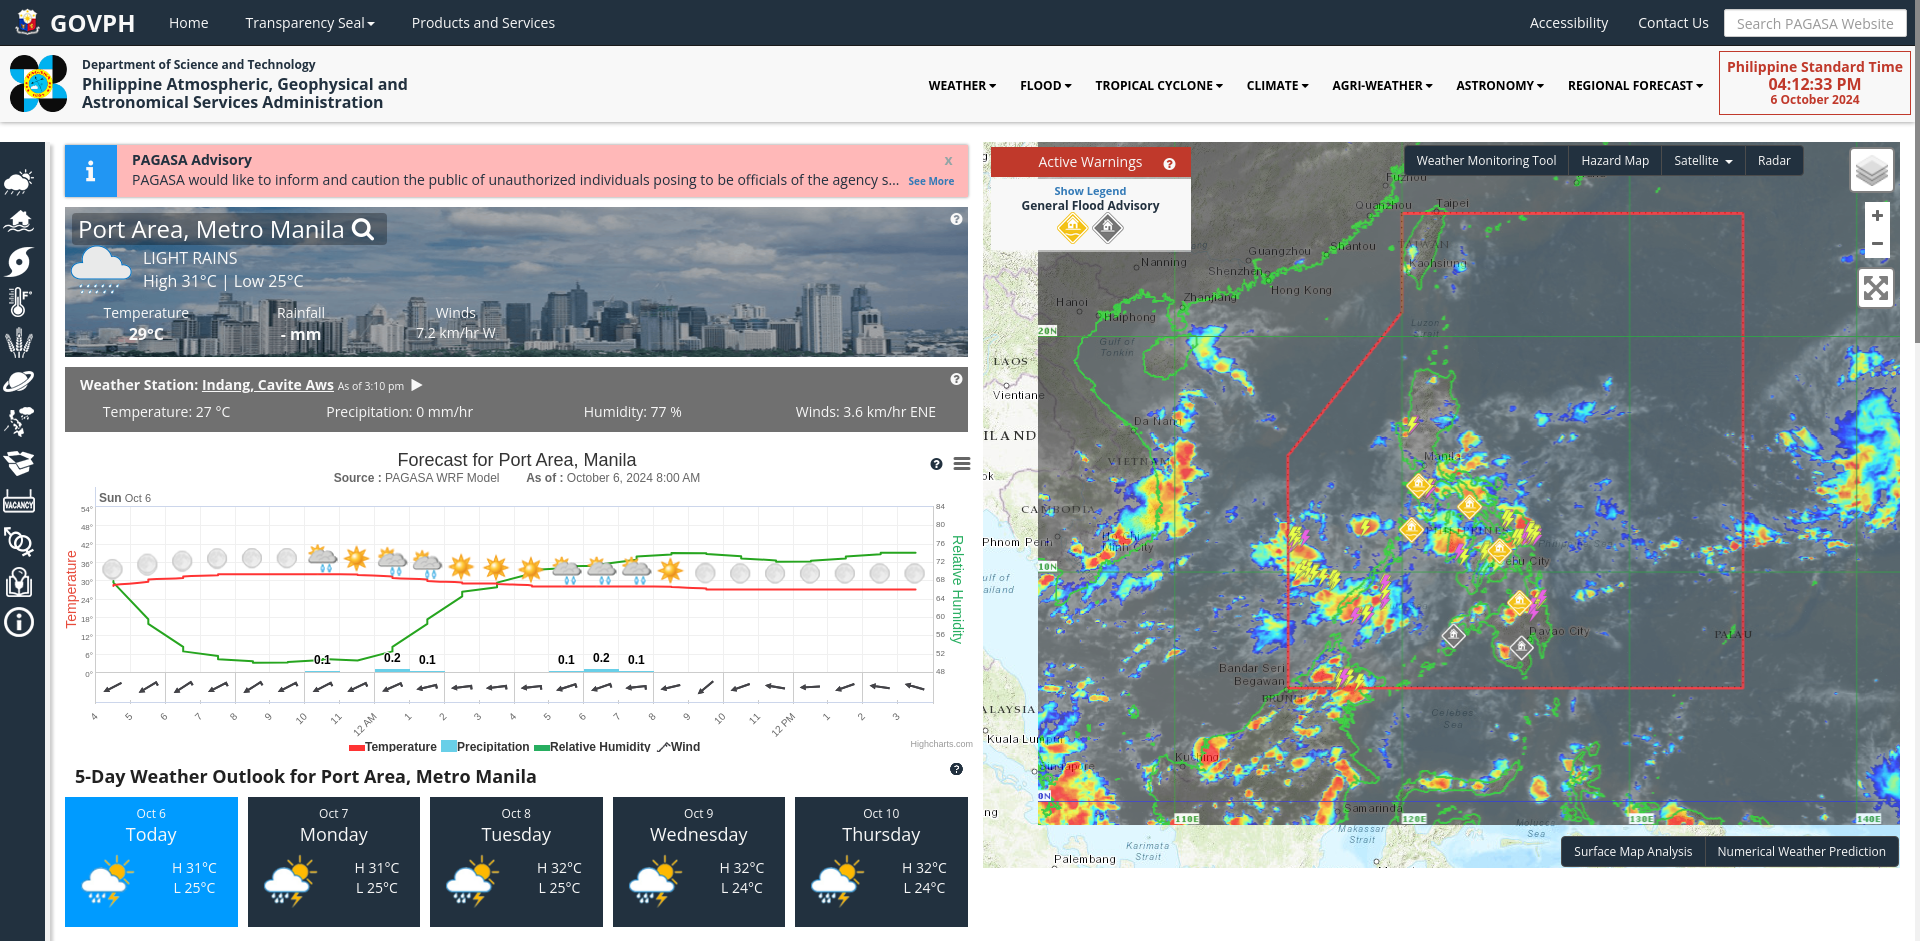 GOVPH Home Transparency Seal Products and Services Accessibility Contact Us Search PAGASA Website
Department of Science and Technology
Philippine Atmospheric, Geophysical and
Astronomical Services Administration
WEATHER FLOOD TROPICAL CYCLONE CLIMATE AGRI-WEATHER ASTRONOMY REGIONAL FORECAST
Philippine Standard Time
04:12:33 PM
6 October 2024
VACANCY
PAGASA Advisory x
PAGASA would like to inform and caution the public of unauthorized individuals posing to be officials of the agency s... See More
Port Area, Metro Manila
LIGHT RAINS
High 31°C | Low 25°C
Temperature Rainfall Winds
29°C - mm 7.2 km/hr W
Weather Station: Indang, Cavite Aws As of 3:10 pm
Temperature: 27 °C Precipitation: 0 mm/hr Humidity: 77 % Winds: 3.6 km/hr ENE
Forecast for Port Area, Manila
Source : PAGASA WRF Model As of : October 6, 2024 8:00 AM
Sun Oct 6
Temperature
54°
48°
42°
36°
30°
24°
18°
12°
6°
0°
84
80
76
72
68
64
60
56
52
48
Relative Humidity
0.1 0.2 0.1 0.1 0.2 0.1
4 5 6 7 8 9 10 11 12 AM 1 2 3 4 5 6 7 8 9 10 11 12 PM 1 2 3
Temperature Precipitation Relative Humidity Wind
Highcharts.com
5-Day Weather Outlook for Port Area, Metro Manila
Oct 6
Today
H 31°C
L 25°C
Oct 7
Monday
H 31°C
L 25°C
Oct 8
Tuesday
H 32°C
L 25°C
Oct 9
Wednesday
H 32°C
L 24°C
Oct 10
Thursday
H 32°C
L 24°C
Active Warnings
Show Legend
General Flood Advisory
Weather Monitoring Tool Hazard Map Satellite Radar
+
−
Fuzhou
Quanzhou
Taipei
TAIWAN
Kaohsiung
Guangzhou
Shantou
Nanning
Shenzhen
Hong Kong
Zhanjiang
Hanoi
Haiphong
Gulf of
Tonkin
Luzon
Strait
20N
LAOS
Vientiane
Da Nang
ILAND
VIETNAM
Manila
CAMBODIA
PHILIPPINES
Phnom Penh
Ho Chi
Minh City
10N
ebu City
ulf of
ailand
Davao City
PALAU
Bandar Seri
Begawan
BRUNEI
ALAYSIA
Celebes
Sea
Kuala Lumpur
Kuching
Singapore
0N
Samarinda
110E
120E
130E
140E
Makassar
Strait
Molucca
Sea
Karimata
Strait
Palembang
Surface Map Analysis Numerical Weather Prediction